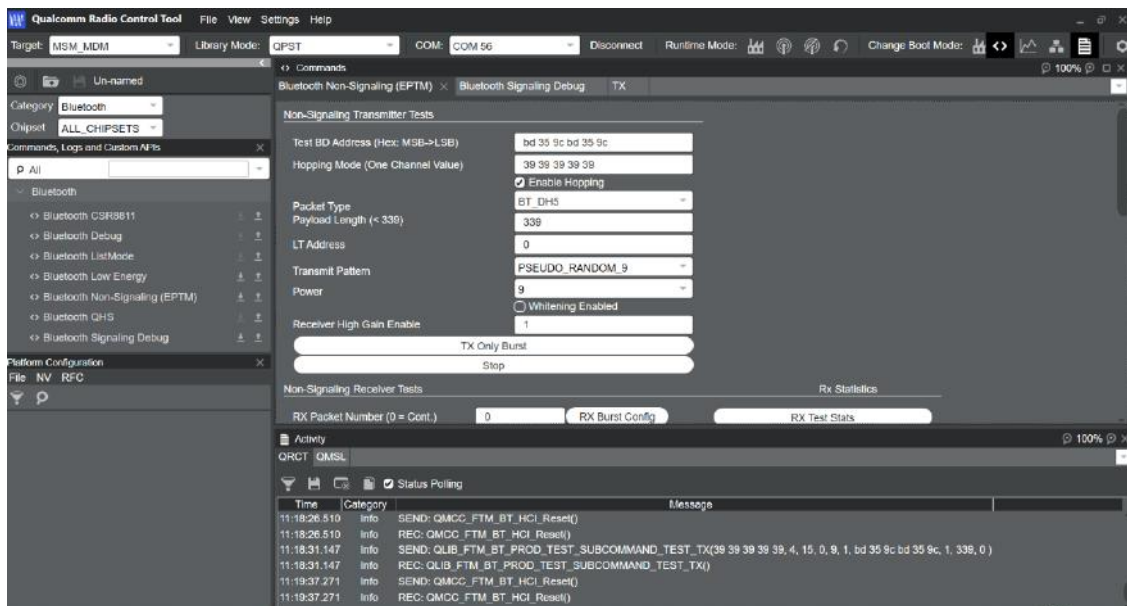 Qualcomm Radio Control Tool File View Settings Help
Target: MSM_MDM Library Mode: QPST COM: COM 56 Disconnect Runtime Mode: Change Boot Mode:
Un-named
Category Bluetooth
Chipset ALL_CHIPSETS
Commands, Logs and Custom APIs
All
Bluetooth
<> Bluetooth CSR8811
<> Bluetooth Debug
<> Bluetooth ListMode
<> Bluetooth Low Energy
<> Bluetooth Non-Signaling (EPTM)
<> Bluetooth QHS
<> Bluetooth Signaling Debug
Platform Configuration
File NV RFC
<> Commands 100%
Bluetooth Non-Signaling (EPTM) Bluetooth Signaling Debug TX
Non-Signaling Transmitter Tests
Test BD Address (Hex: MSB->LSB) bd 35 9c bd 35 9c
Hopping Mode (One Channel Value) 39 39 39 39 39
Enable Hopping
Packet Type BT_DH5
Payload Length (< 339) 339
LT Address 0
Transmit Pattern PSEUDO_RANDOM_9
Power 9
Whitening Enabled
Receiver High Gain Enable 1
TX Only Burst
Stop
Non-Signaling Receiver Tests Rx Statistics
RX Packet Number (0 = Cont.) 0 RX Burst Config RX Test Stats
Activity 100%
QRCT QMSL
Status Polling
Time Category Message
11:18:26.510 Info SEND: QMCC_FTM_BT_HCI_Reset()
11:18:26.510 Info REC: QMCC_FTM_BT_HCI_Reset()
11:18:31.147 Info SEND: QLIB_FTM_BT_PROD_TEST_SUBCOMMAND_TEST_TX(39 39 39 39 39, 4, 15, 0, 9, 1, bd 35 9c bd 35 9c, 1, 339, 0 )
11:18:31.147 Info REC: QLIB_FTM_BT_PROD_TEST_SUBCOMMAND_TEST_TX()
11:19:37.271 Info SEND: QMCC_FTM_BT_HCI_Reset()
11:19:37.271 Info REC: QMCC_FTM_BT_HCI_Reset()